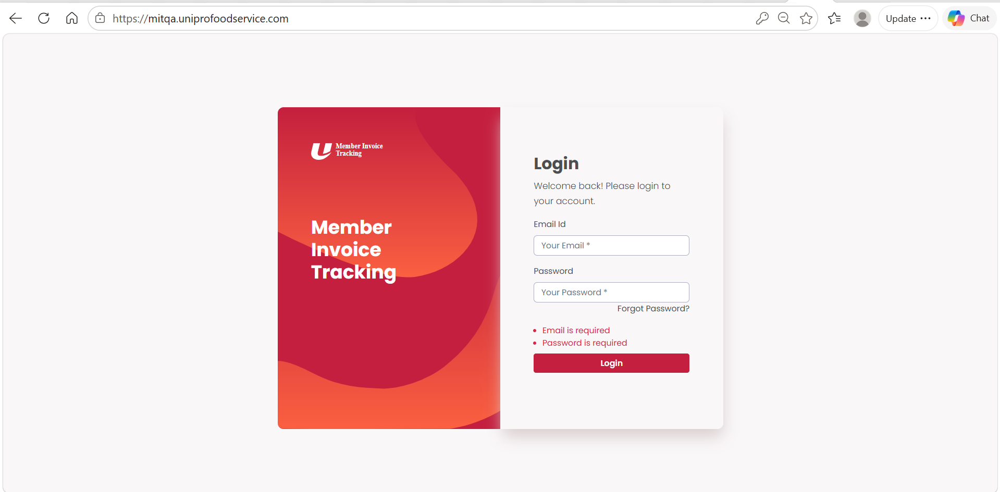 https://mitqa.uniprofoodservice.com
Update
Chat
Member Invoice
Tracking
Member
Invoice
Tracking
Login
Welcome back! Please login to
your account.
Email Id
Your Email *
Password
Your Password *
Forgot Password?
Email is required
Password is required
Login